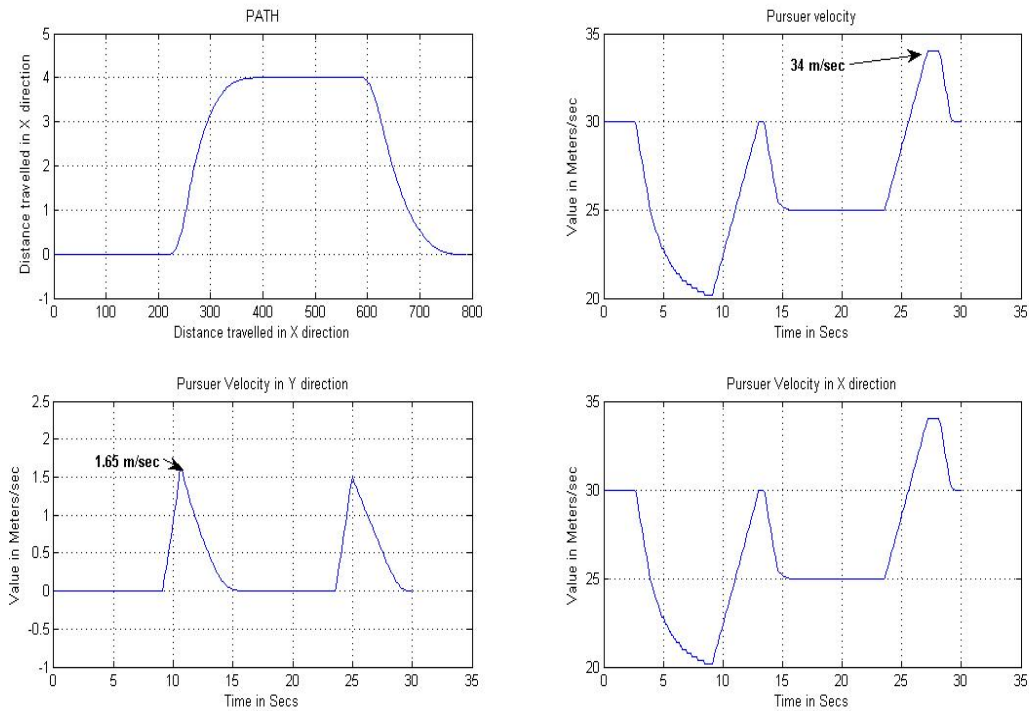 PATH
5
4
3
2
1
0
-1
Distance travelled in X direction
0 100 200 300 400 500 600 700 800
Distance travelled in X direction
Pursuer velocity
34 m/sec
35
30
25
20
Value in Meters/sec
0 5 10 15 20 25 30 35
Time in Secs
Pursuer Velocity in Y direction
1.65 m/sec
2.5
2
1.5
1
0.5
0
-0.5
-1
Value in Meters/sec
0 5 10 15 20 25 30 35
Time in Secs
Pursuer Velocity in X direction
35
30
25
20
Value in Meters/sec
0 5 10 15 20 25 30 35
Time in Secs